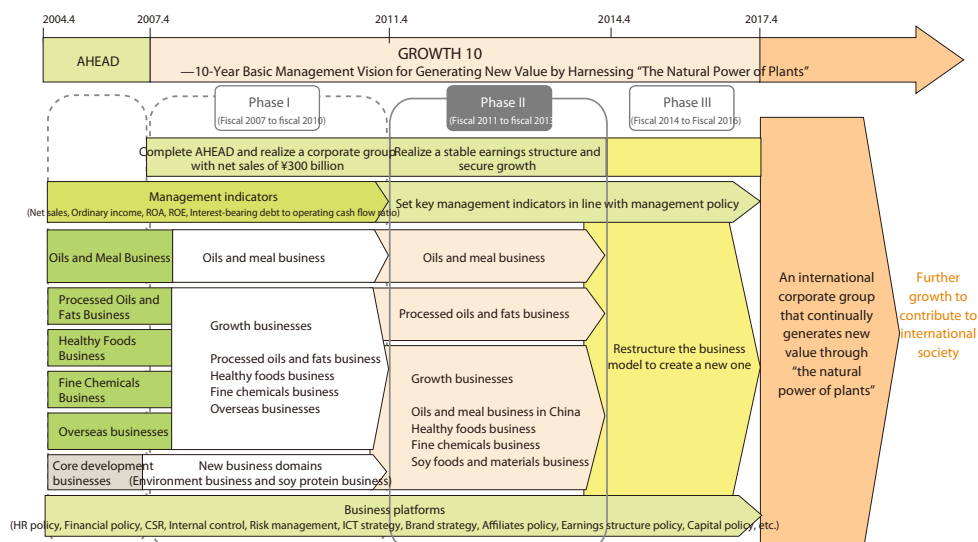 2004.4
2007.4
2011.4
2014.4
2017.4
AHEAD
GROWTH 10
—10-Year Basic Management Vision for Generating New Value by Harnessing “The Natural Power of Plants”
Phase I
(Fiscal 2007 to fiscal 2010)
Phase II
(Fiscal 2011 to fiscal 2013
Phase III
(Fiscal 2014 to Fiscal 2016)
Complete AHEAD and realize a corporate group
with net sales of ¥300 billion
Realize a stable earnings structure and
secure growth
Management indicators
(Net sales, Ordinary income, ROA, ROE, Interest-bearing debt to operating cash flow ratio)
Set key management indicators in line with management policy
Oils and Meal Business
Oils and meal business
Oils and meal business
Processed Oils and
Fats Business
Healthy Foods
Business
Fine Chemicals
Business
Overseas businesses
Growth businesses
Processed oils and fats business
Healthy foods business
Fine chemicals business
Overseas businesses
Processed oils and fats business
Growth businesses
Oils and meal business in China
Healthy foods business
Fine chemicals business
Soy foods and materials business
Restructure the business
model to create a new one
An international
corporate group
that continually
generates new
value through
“the natural
power of plants”
Further
growth to
contribute to
international
society
Core development
businesses
New business domains
(Environment business and soy protein business)
Business platforms
(HR policy, Financial policy, CSR, Internal control, Risk management, ICT strategy, Brand strategy, Affiliates policy, Earnings structure policy, Capital policy, etc.)